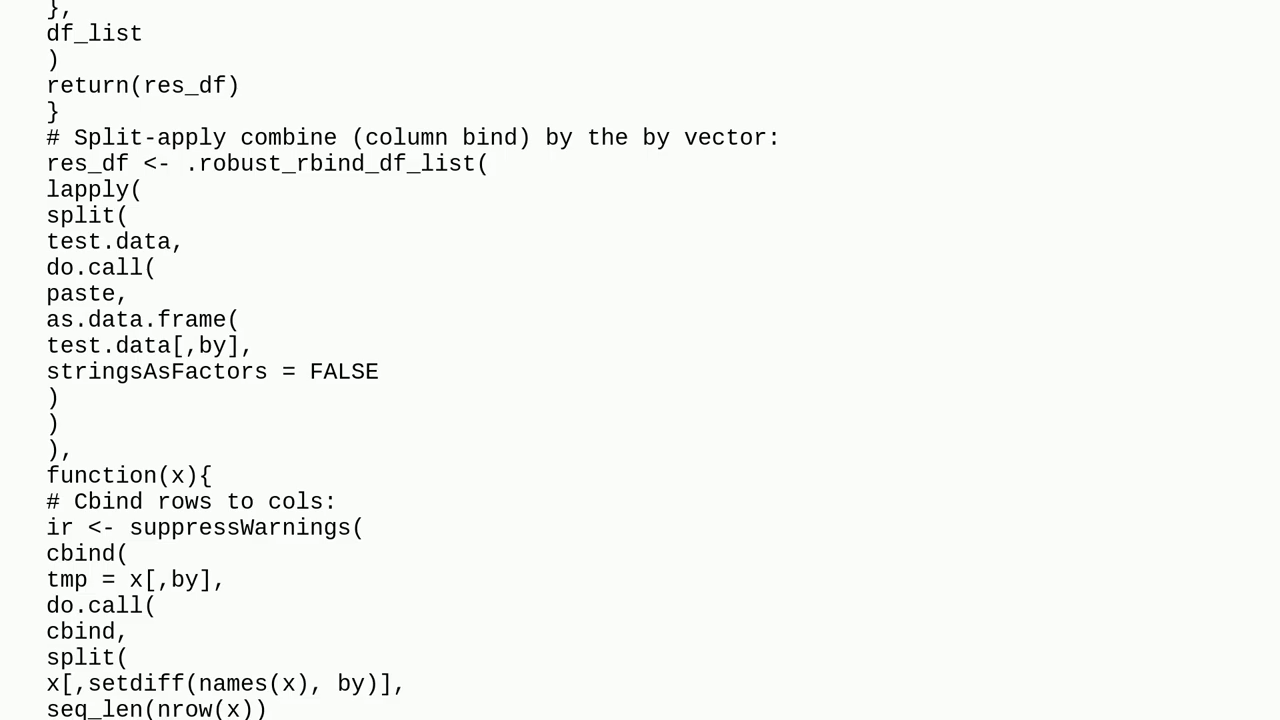 },
df_list
)
return(res_df)
}
# Split-apply combine (column bind) by the by vector:
res_df <- .robust_rbind_df_list(
lapply(
split(
test.data,
do.call(
paste,
as.data.frame(
test.data[,by],
stringsAsFactors = FALSE
)
)
),
function(x){
# Cbind rows to cols:
ir <- suppressWarnings(
cbind(
tmp = x[,by],
do.call(
cbind,
split(
x[,setdiff(names(x), by)],
seq_len(nrow(x))